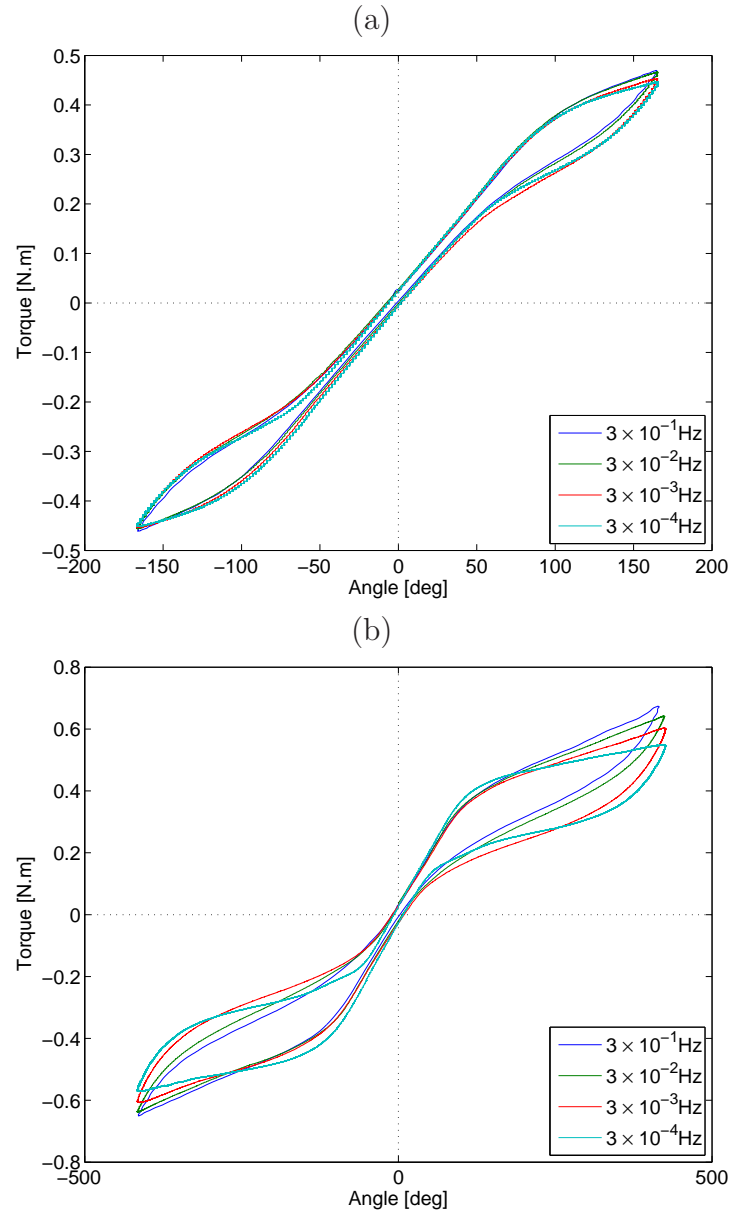 (a)
0.5
0.4
0.3
0.2
0.1
0
−0.1
−0.2
−0.3
−0.4
−0.5
Torque [N.m]
−200 −150 −100 −50 0 50 100 150 200
Angle [deg]
3 × 10⁻¹Hz
3 × 10⁻²Hz
3 × 10⁻³Hz
3 × 10⁻⁴Hz
(b)
0.8
0.6
0.4
0.2
0
−0.2
−0.4
−0.6
−0.8
Torque [N.m]
−500 0 500
Angle [deg]
3 × 10⁻¹Hz
3 × 10⁻²Hz
3 × 10⁻³Hz
3 × 10⁻⁴Hz